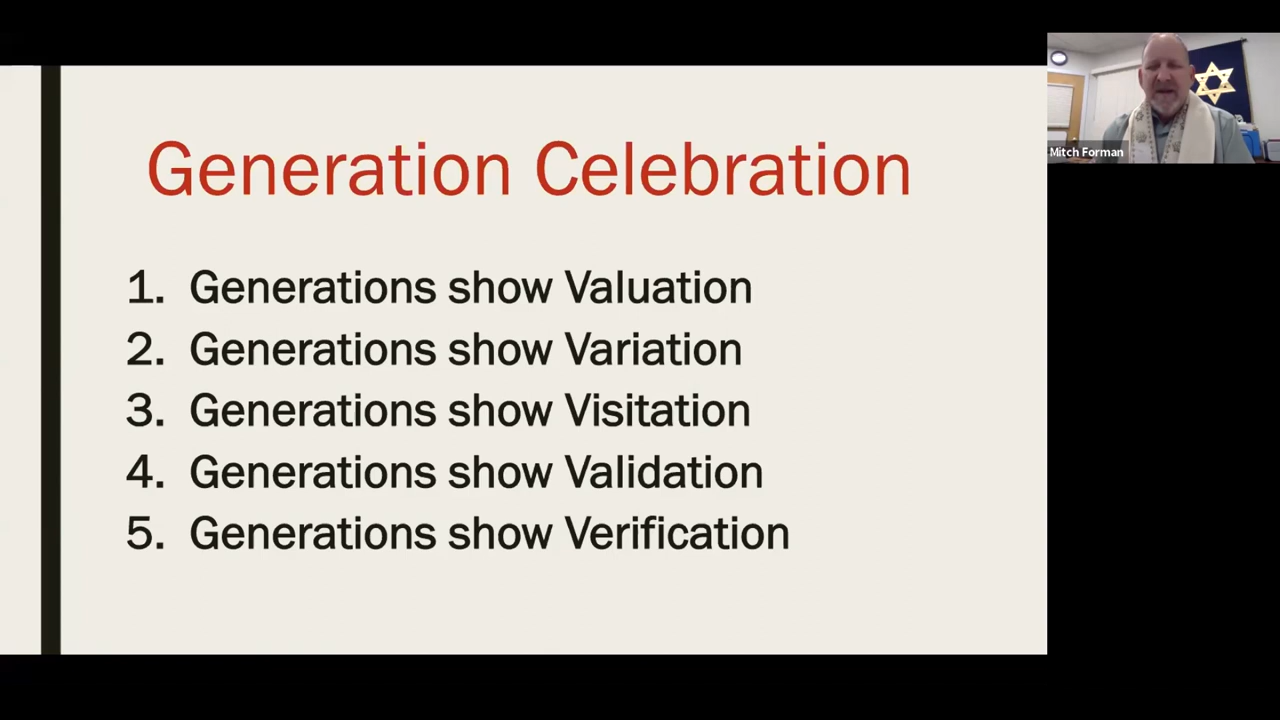 Generation Celebration
1. Generations show Valuation
2. Generations show Variation
3. Generations show Visitation
4. Generations show Validation
5. Generations show Verification
Mitch Forman